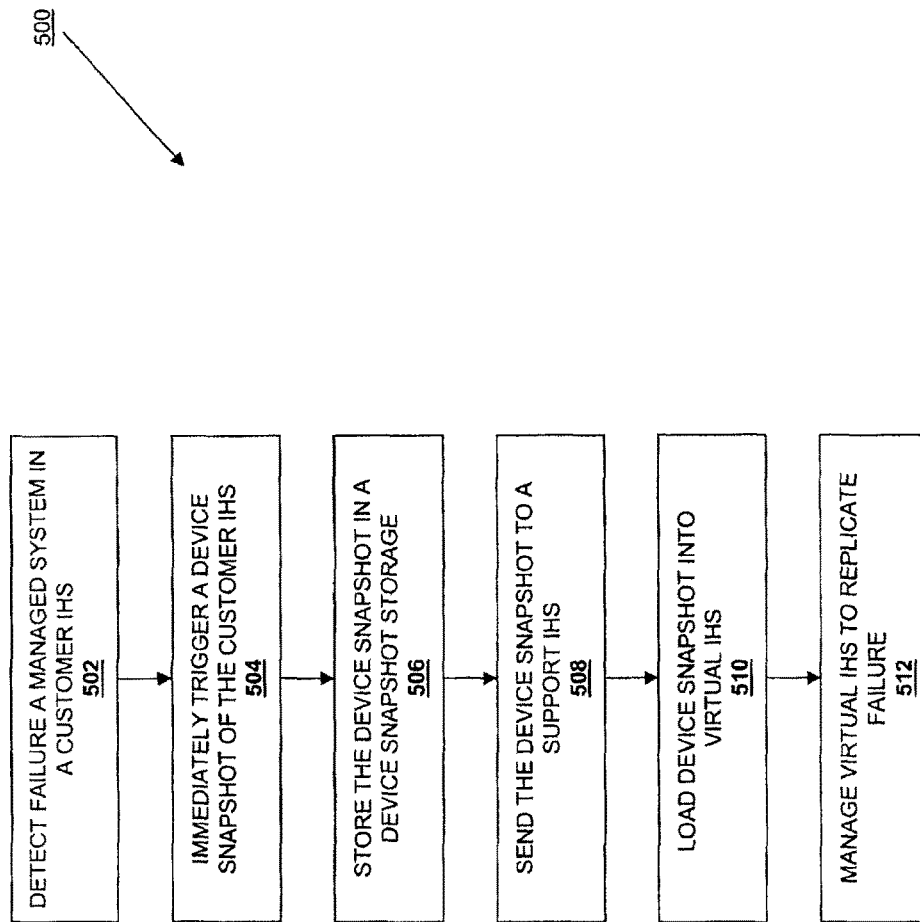 500
DETECT FAILURE A MANAGED SYSTEM IN
A CUSTOMER IHS
502
IMMEDIATELY TRIGGER A DEVICE
SNAPSHOT OF THE CUSTOMER IHS
504
STORE THE DEVICE SNAPSHOT IN A
DEVICE SNAPSHOT STORAGE
506
SEND THE DEVICE SNAPSHOT TO A
SUPPORT IHS
508
LOAD DEVICE SNAPSHOT INTO
VIRTUAL IHS
510
MANAGE VIRTUAL IHS TO REPLICATE
FAILURE
512